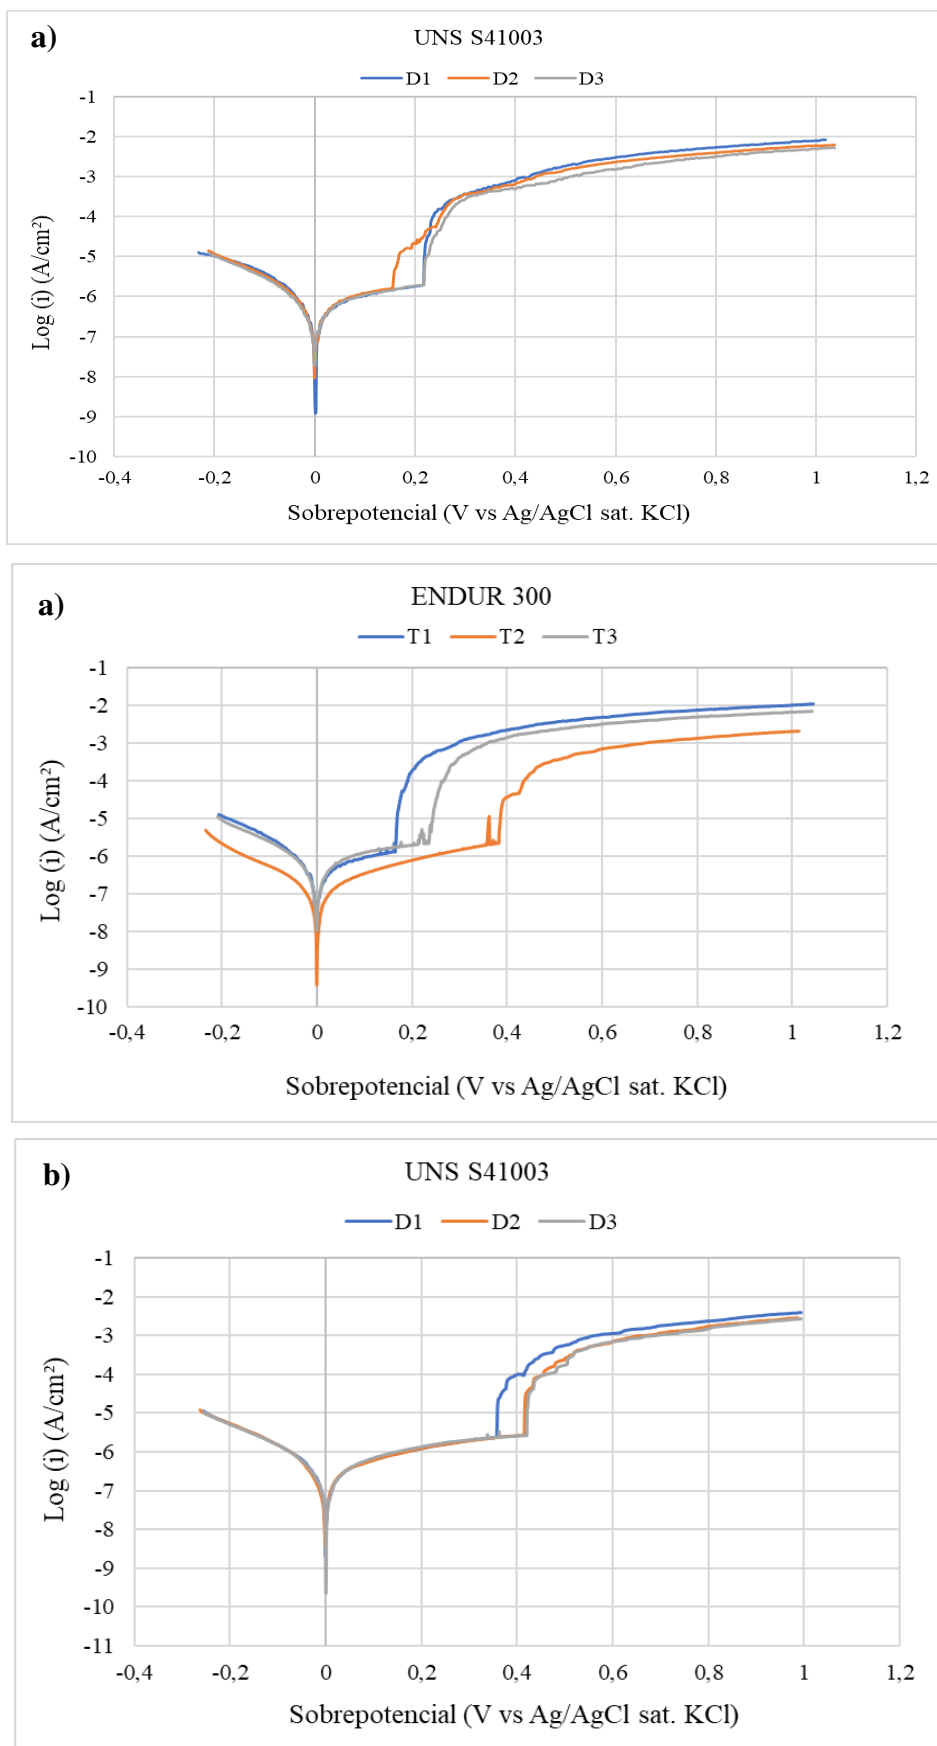 a)
UNS S41003
D1 D2 D3
-1
-2
-3
-4
-5
-6
-7
-8
-9
-10
Log (i) (A/cm²)
-0,4 -0,2 0 0,2 0,4 0,6 0,8 1 1,2
Sobrepotencial (V vs Ag/AgCl sat. KCl)
a)
ENDUR 300
T1 T2 T3
-1
-2
-3
-4
-5
-6
-7
-8
-9
-10
Log (i) (A/cm²)
-0,4 -0,2 0 0,2 0,4 0,6 0,8 1 1,2
Sobrepotencial (V vs Ag/AgCl sat. KCl)
b)
UNS S41003
D1 D2 D3
-1
-2
-3
-4
-5
-6
-7
-8
-9
-10
-11
Log (i) (A/cm²)
-0,4 -0,2 0 0,2 0,4 0,6 0,8 1 1,2
Sobrepotencial (V vs Ag/AgCl sat. KCl)